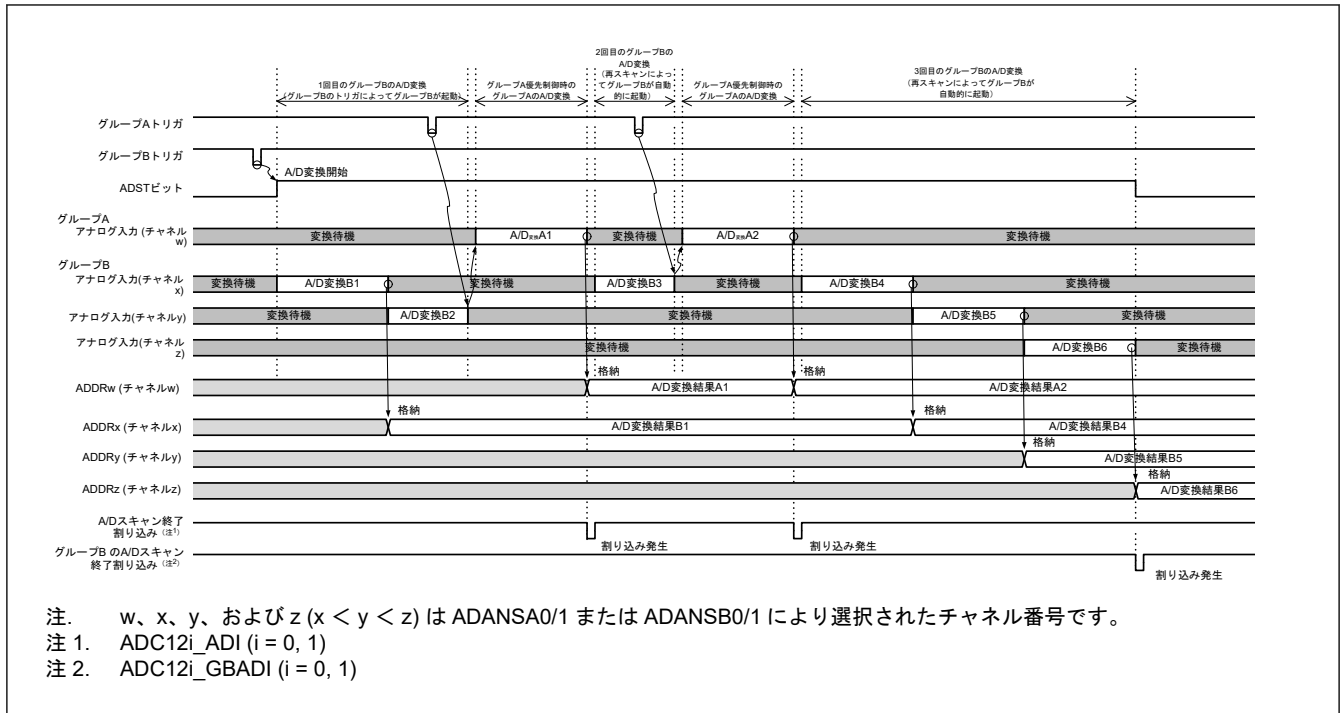 1回目のグループBのA/D変換
(グループBのトリガによってグループBが起動)
グループA優先制御時の
グループAのA/D変換
2回目のグループBの
A/D変換
(再スキャンによっ
てグループBが自動
的に起動)
グループA優先制御時の
グループAのA/D変換
3回目のグループBのA/D変換
(再スキャンによってグループBが
自動的に起動)
グループAトリガ
グループBトリガ
A/D変換開始
ADSTビット
グループA
アナログ入力 (チャネル
w)
変換待機
A/D変換A1
変換待機
A/D変換A2
変換待機
グループB
アナログ入力(チャネル
x)
変換待機
A/D変換B1
変換待機
A/D変換B3
変換待機
A/D変換B4
変換待機
アナログ入力(チャネルy)
変換待機
A/D変換B2
変換待機
A/D変換B5
変換待機
アナログ入力(チャネル
z)
変換待機
A/D変換B6
変換待機
格納
格納
ADDRw (チャネルw)
A/D変換結果A1
A/D変換結果A2
格納
格納
ADDRx (チャネルx)
A/D変換結果B1
A/D変換結果B4
格納
ADDRy (チャネルy)
A/D変換結果B5
格納
ADDRz (チャネルz)
A/D変換結果B6
A/Dスキャン終了
割り込み (注1)
割り込み発生
割り込み発生
グループB のA/Dスキャン
終了割り込み (注2)
割り込み発生
注. w、x、y、および z (x < y < z) は ADANSA0/1 または ADANSB0/1 により選択されたチャネル番号です。
注 1. ADC12i_ADI (i = 0, 1)
注 2. ADC12i_GBADI (i = 0, 1)